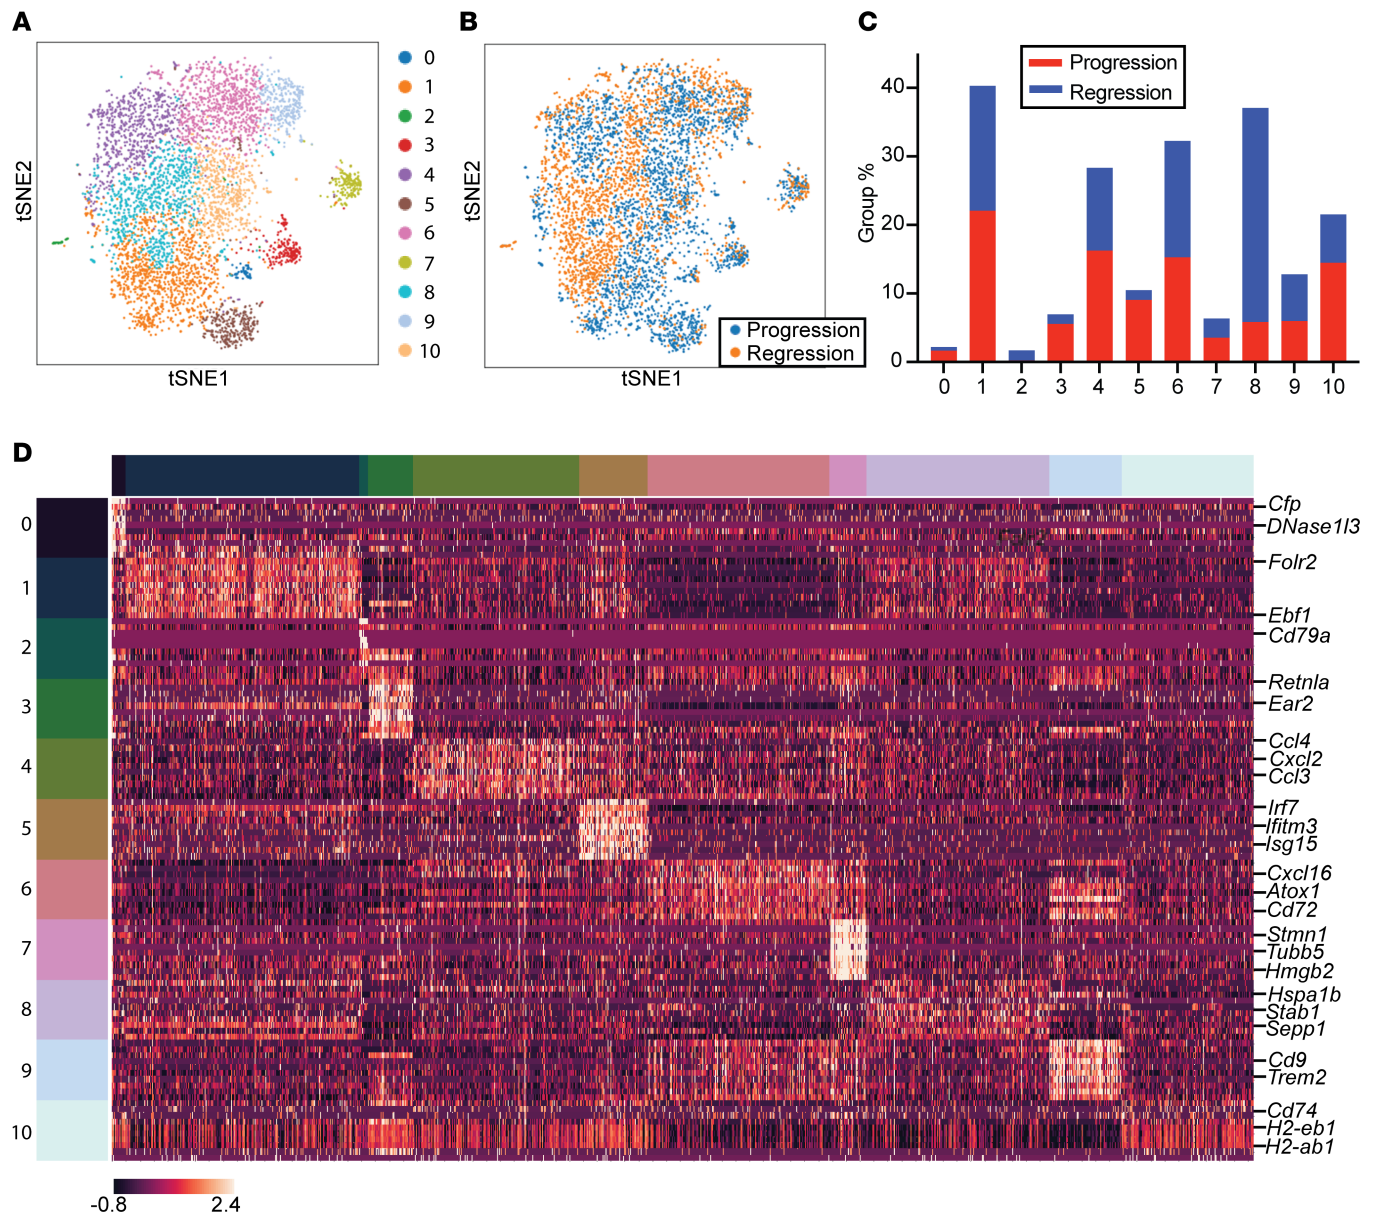 A
B
C
tSNE2
tSNE1
0
1
2
3
4
5
6
7
8
9
10
tSNE2
tSNE1
Progression
Regression
Group %
40
30
20
10
0
Progression
Regression
0 1 2 3 4 5 6 7 8 9 10
D
0
1
2
3
4
5
6
7
8
9
10
Cfp
DNase1l3
Folr2
Ebf1
Cd79a
Retnla
Ear2
Ccl4
Cxcl2
Ccl3
Irf7
Ifitm3
Isg15
Cxcl16
Atox1
Cd72
Stmn1
Tubb5
Hmgb2
Hspa1b
Stab1
Sepp1
Cd9
Trem2
Cd74
H2-eb1
H2-ab1
-0.8 2.4